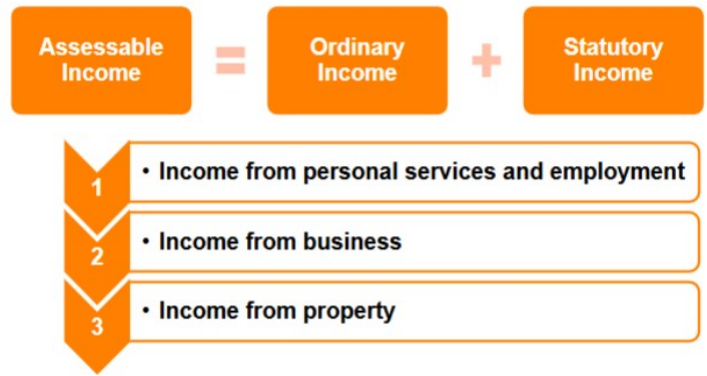 Assessable
Income
=
Ordinary
Income
+
Statutory
Income
1
• Income from personal services and employment
2
• Income from business
3
• Income from property